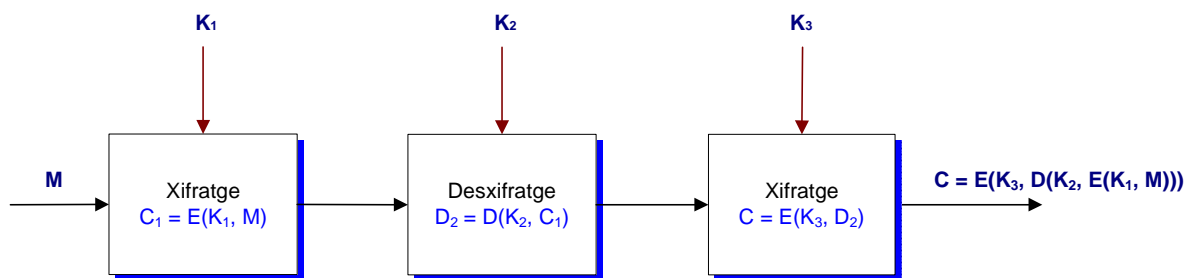 K₁
K₂
K₃
M
Xifratge
C₁ = E(K₁, M)
Desxifratge
D₂ = D(K₂, C₁)
Xifratge
C = E(K₃, D₂)
C = E(K₃, D(K₂, E(K₁, M)))